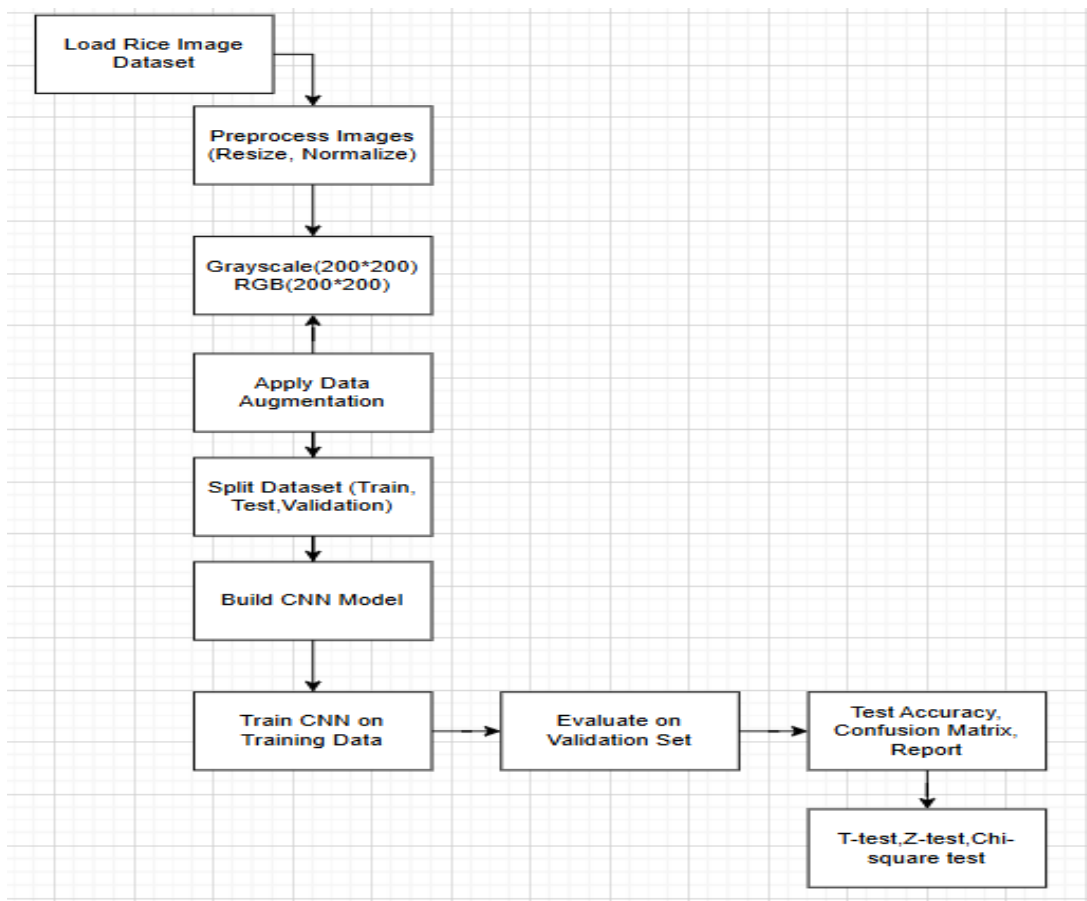 Load Rice Image
Dataset
Preprocess Images
(Resize, Normalize)
Grayscale(200*200)
RGB(200*200)
Apply Data
Augmentation
Split Dataset (Train,
Test,Validation)
Build CNN Model
Train CNN on
Training Data
Evaluate on
Validation Set
Test Accuracy,
Confusion Matrix,
Report
T-test,Z-test,Chi-
square test